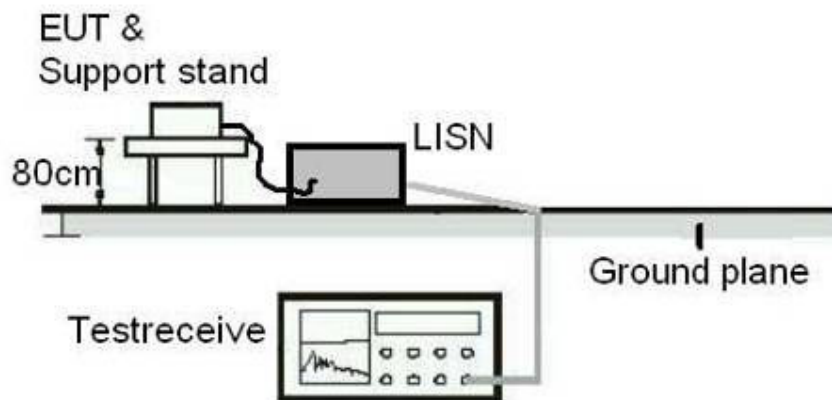 EUT &
Support stand
LISN
80cm
Ground plane
Testreceive